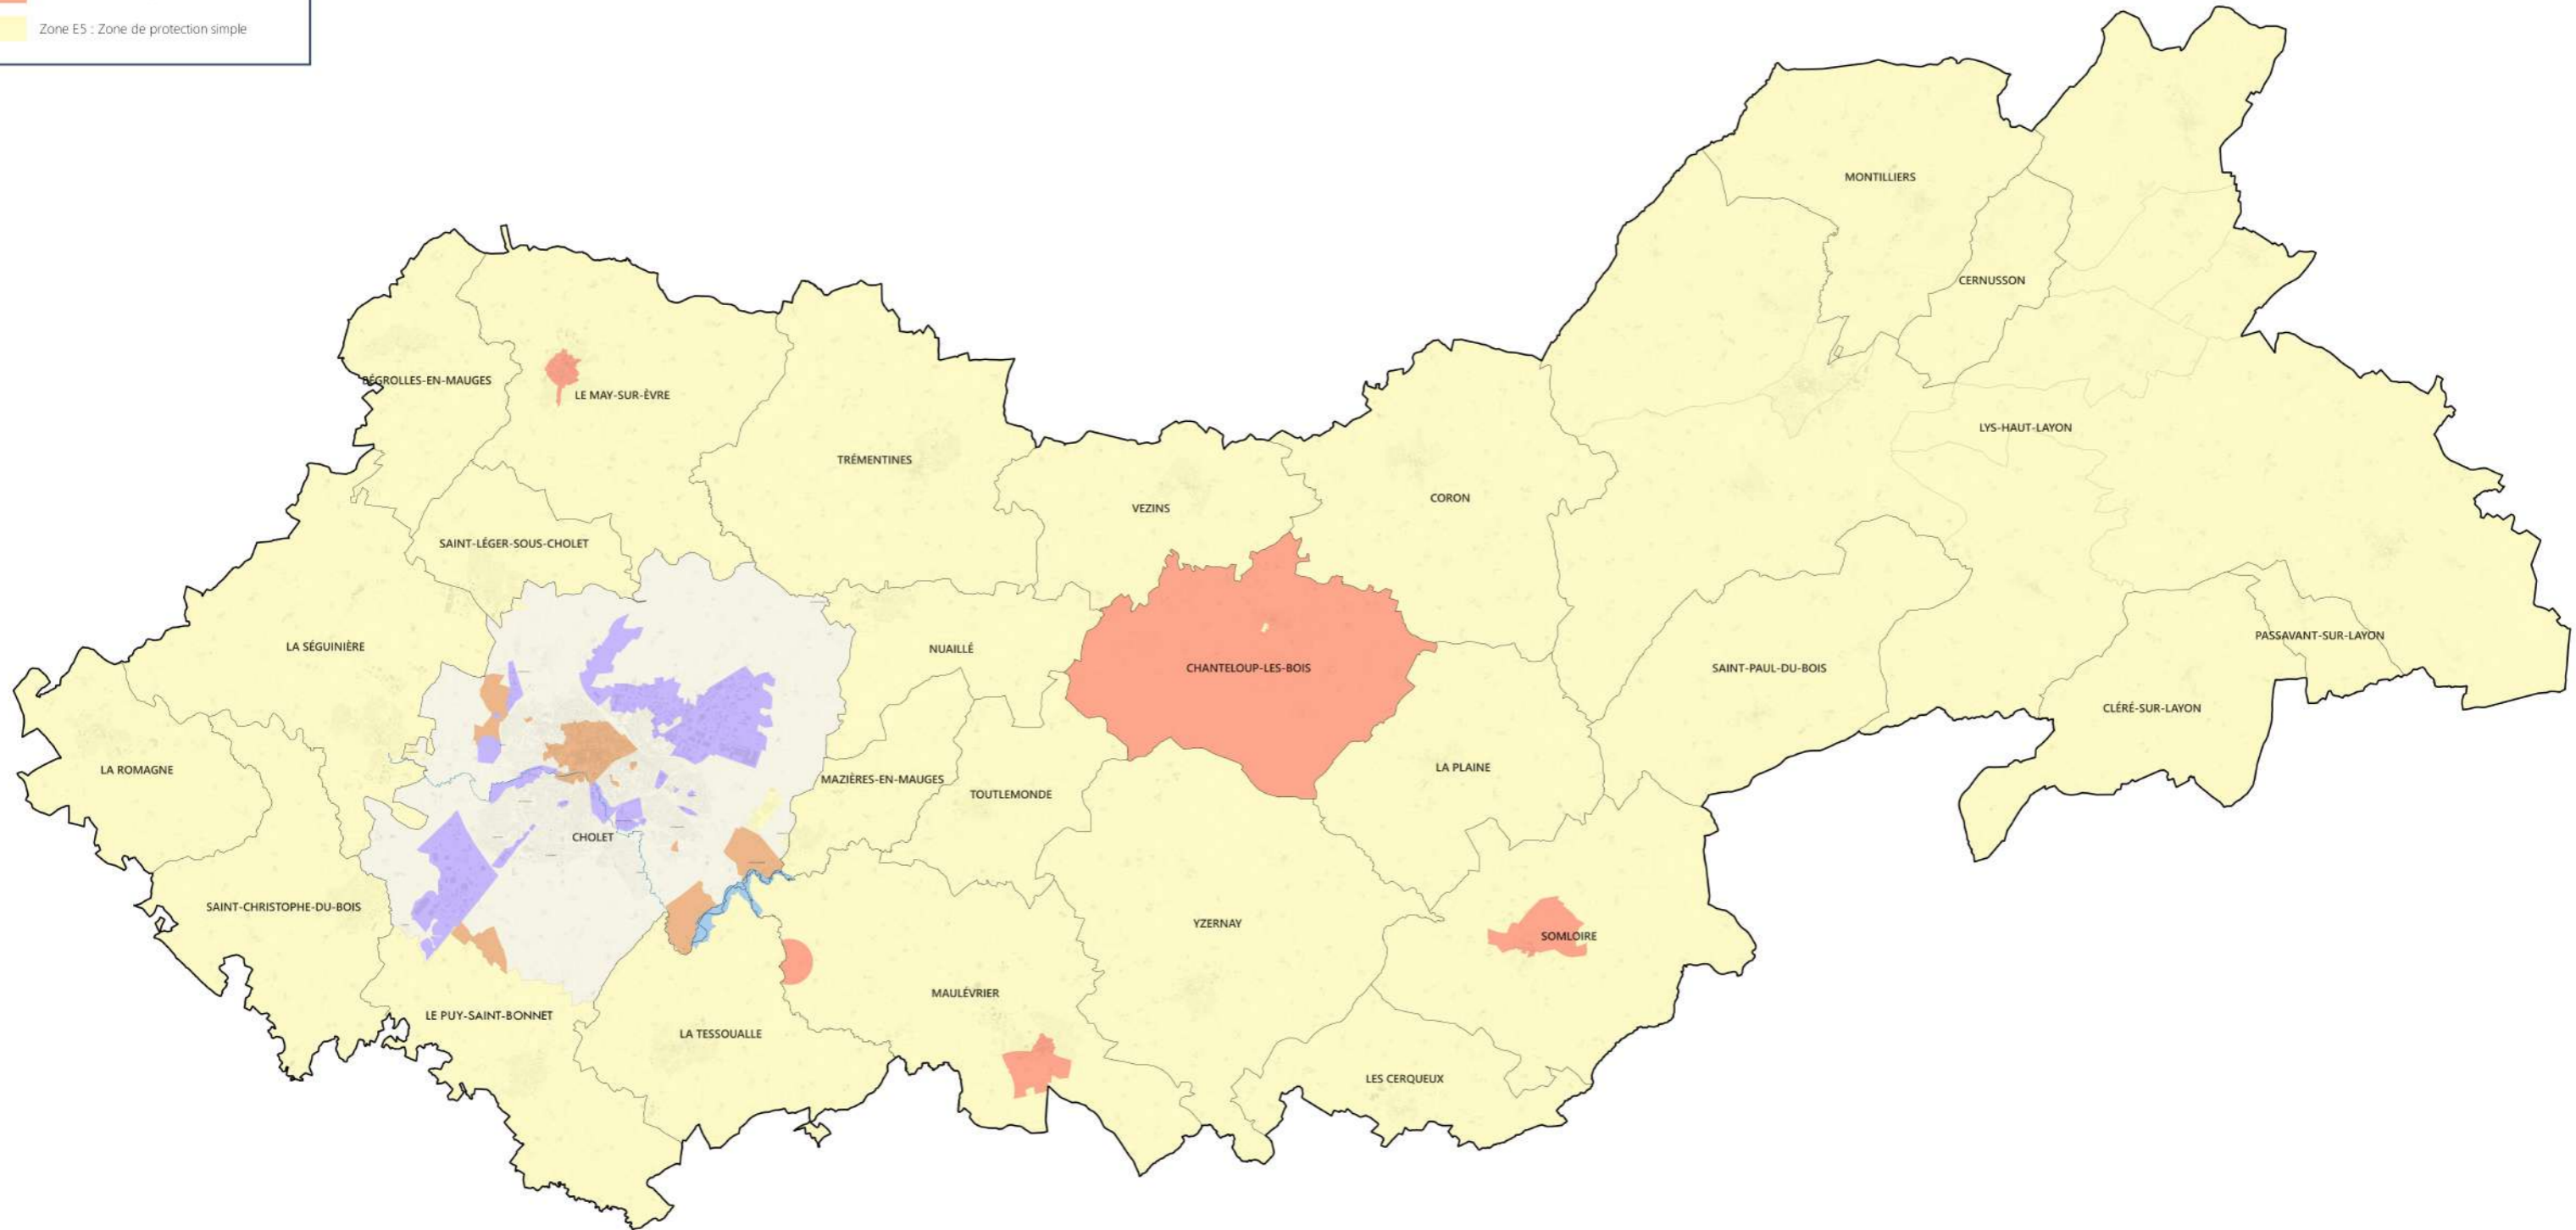 Zone E5 : Zone de protection simple
MONTILLIERS
CERNUSSON
BÉGROLLES-EN-MAUGES
LE MAY-SUR-ÈVRE
LYS-HAUT-LAYON
TRÉMENTINES
CORON
VEZINS
SAINT-LÉGER-SOUS-CHOLET
PASSAVANT-SUR-LAYON
LA SÉGUINIÈRE
NUAILLÉ
CHANTELOUP-LES-BOIS
SAINT-PAUL-DU-BOIS
CLÉRÉ-SUR-LAYON
LA ROMAGNE
LA PLAINE
MAZIÈRES-EN-MAUGES
TOUTLEMONDE
CHOLET
SAINT-CHRISTOPHE-DU-BOIS
YZERNAY
SOMLOIRE
MAULÉVRIER
LE PUY-SAINT-BONNET
LA TESSOUALLE
LES CERQUEUX